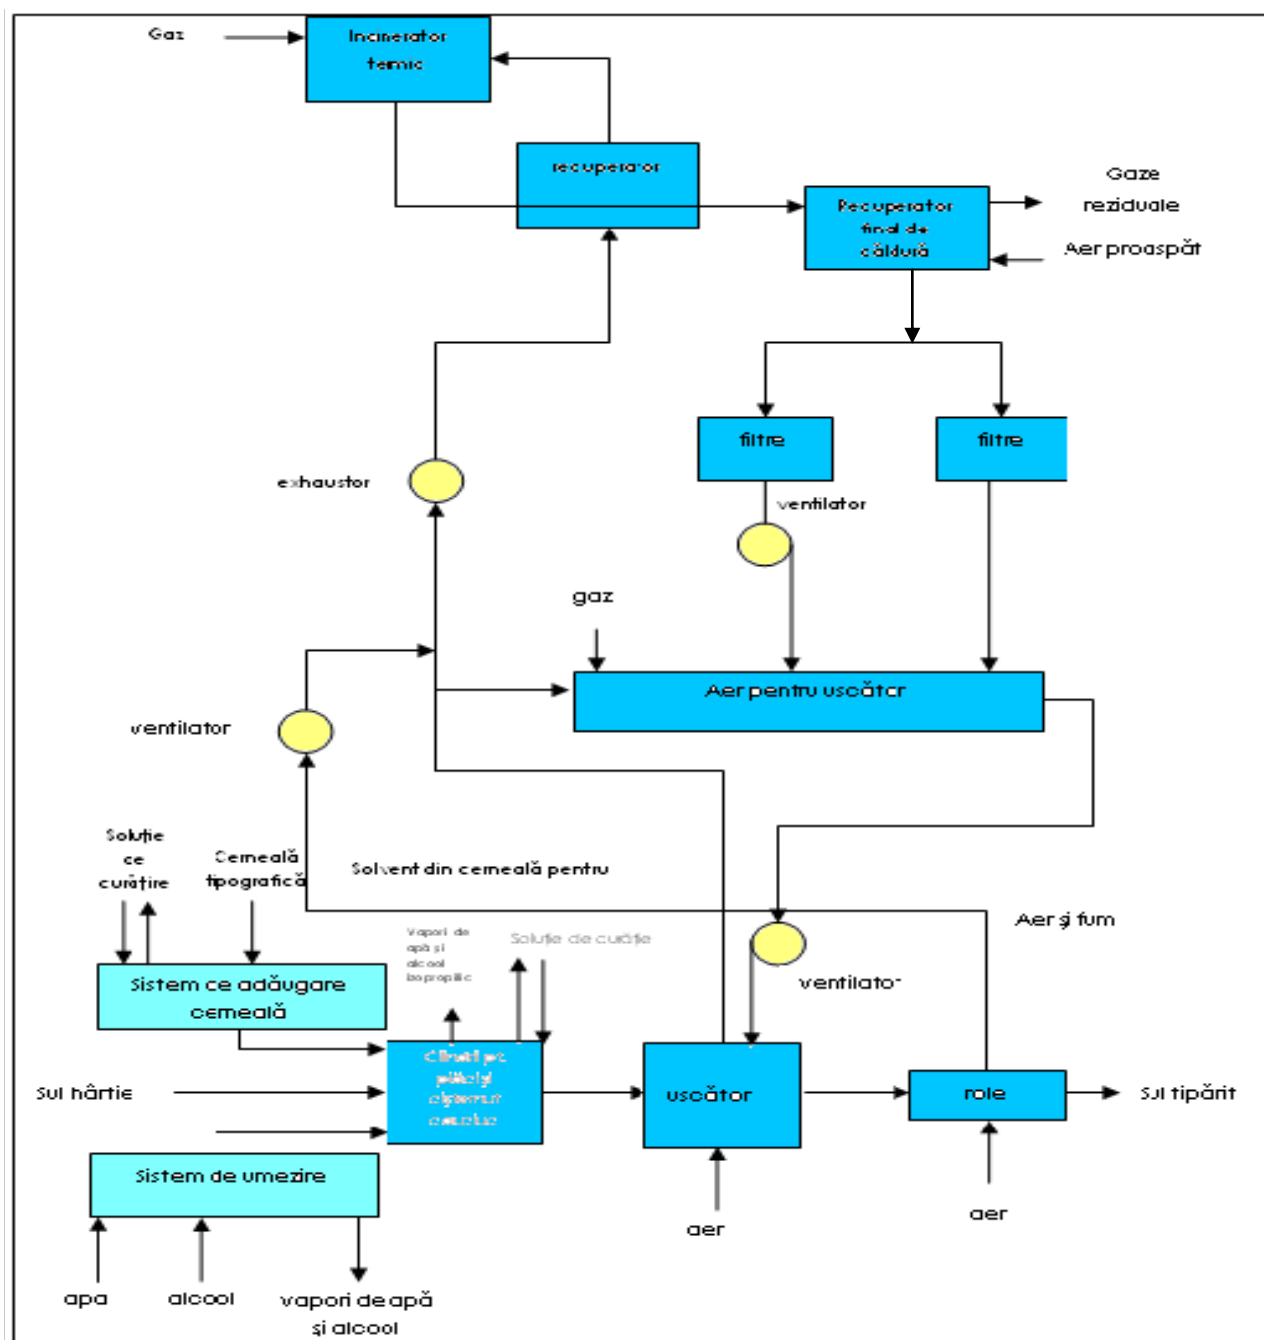 Gaz
Incinerator
termic
recuperator
Gaze
reziduale
Recuperator
final de
căldură
Aer proaspăt
filtre
filtre
exhaustor
ventilator
gaz
Aer pentru uscător
ventilator
Soluție
ce
curățire
Cerneală
tipografică
Solvent din cerneală pentru
Aer și fum
Vapori de
apă și
alcool
izopropilic
Soluție de curăție
ventilator
Sistem ce adăugare
cerneală
Sul hârtie
uscător
role
Sul tipărit
Sistem de umezire
aer
aer
apa
alcool
vapori de apă
și alcool